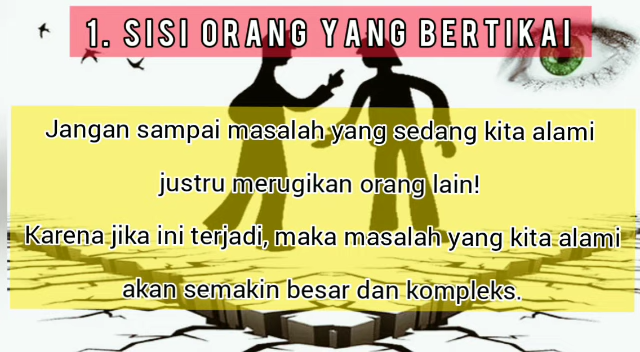 1. SISI ORANG YANG BERTIKAI
Jangan sampai masalah yang sedang kita alami
justru merugikan orang lain!
Karena jika ini terjadi, maka masalah yang kita alami
akan semakin besar dan kompleks.